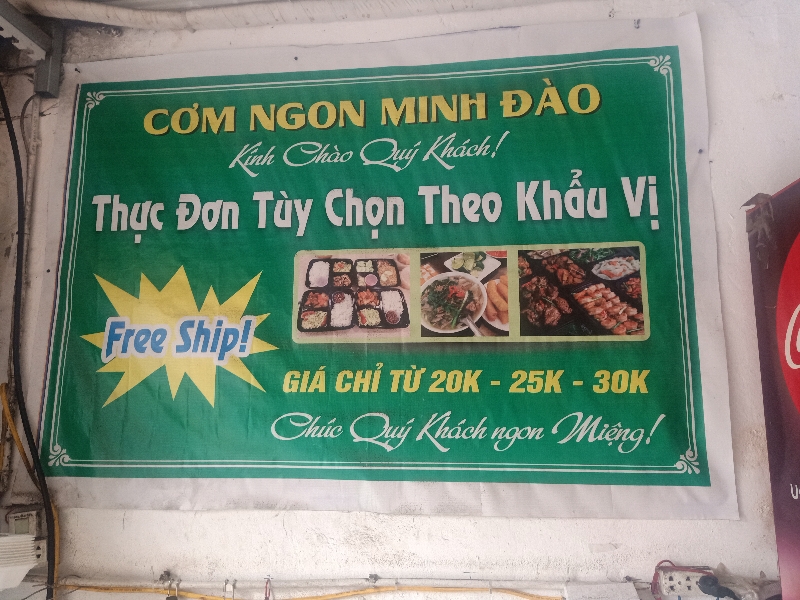 CƠM NGON MINH ĐÀO
Kính Chào Quý Khách!
Thực Đơn Tùy Chọn Theo Khẩu Vị
Free Ship!
GIÁ CHỈ TỪ 20K - 25K - 30K
Chúc Quý Khách ngon Miệng!